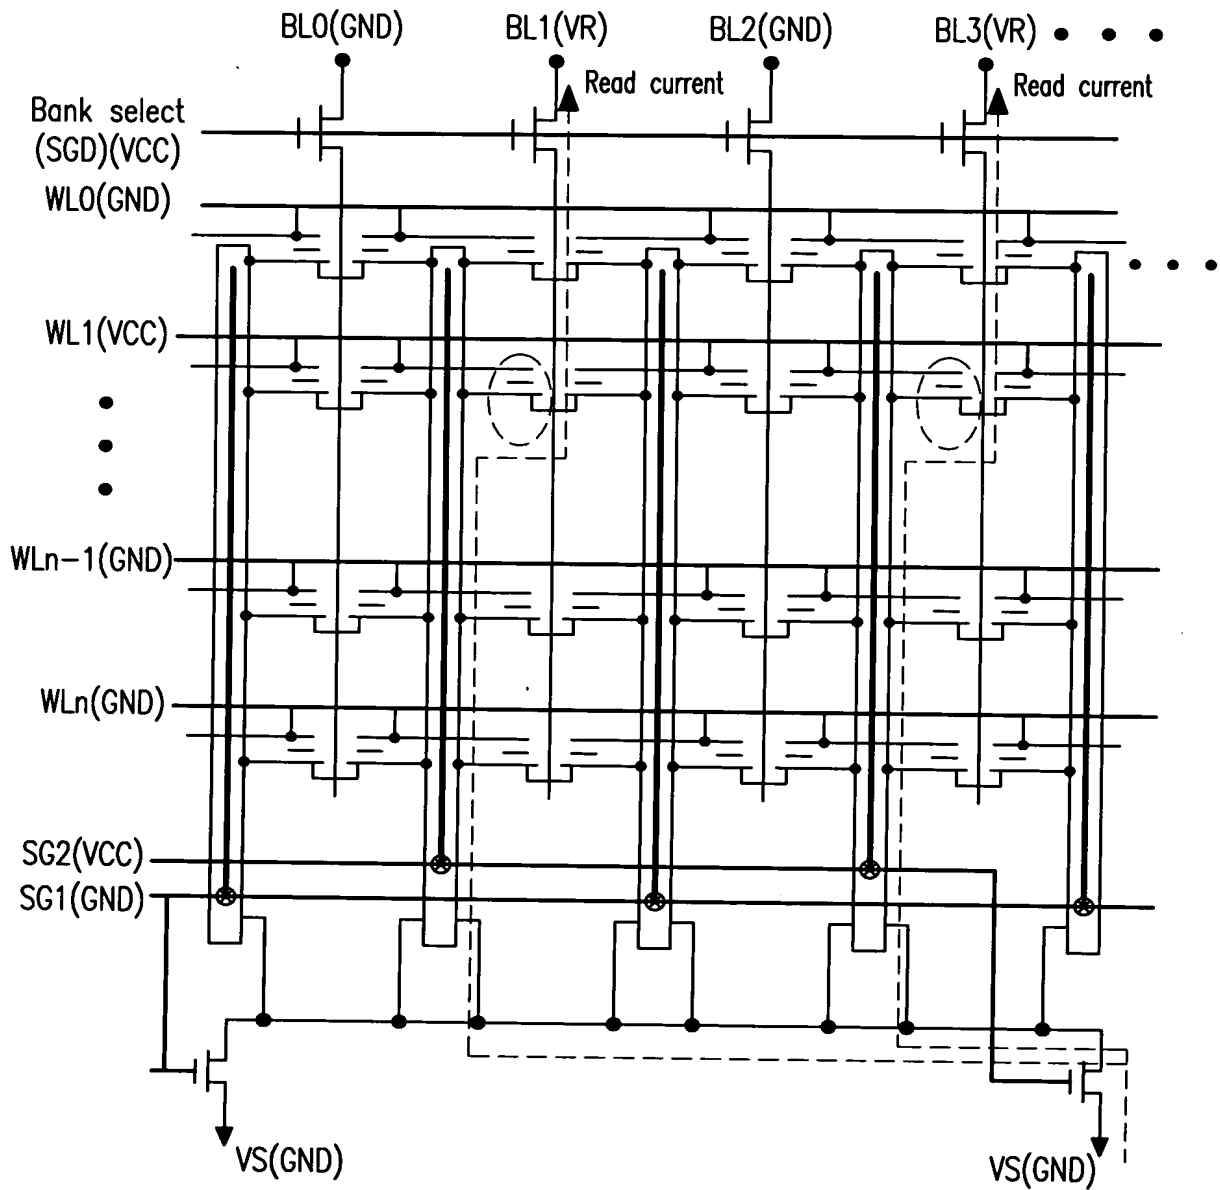 BL0(GND) BL1(VR) BL2(GND) BL3(VR)
Read current Read current
Bank select
(SGD)(VCC)
WL0(GND)
WL1(VCC)
WLn-1(GND)
WLn(GND)
SG2(VCC)
SG1(GND)
VS(GND) VS(GND)